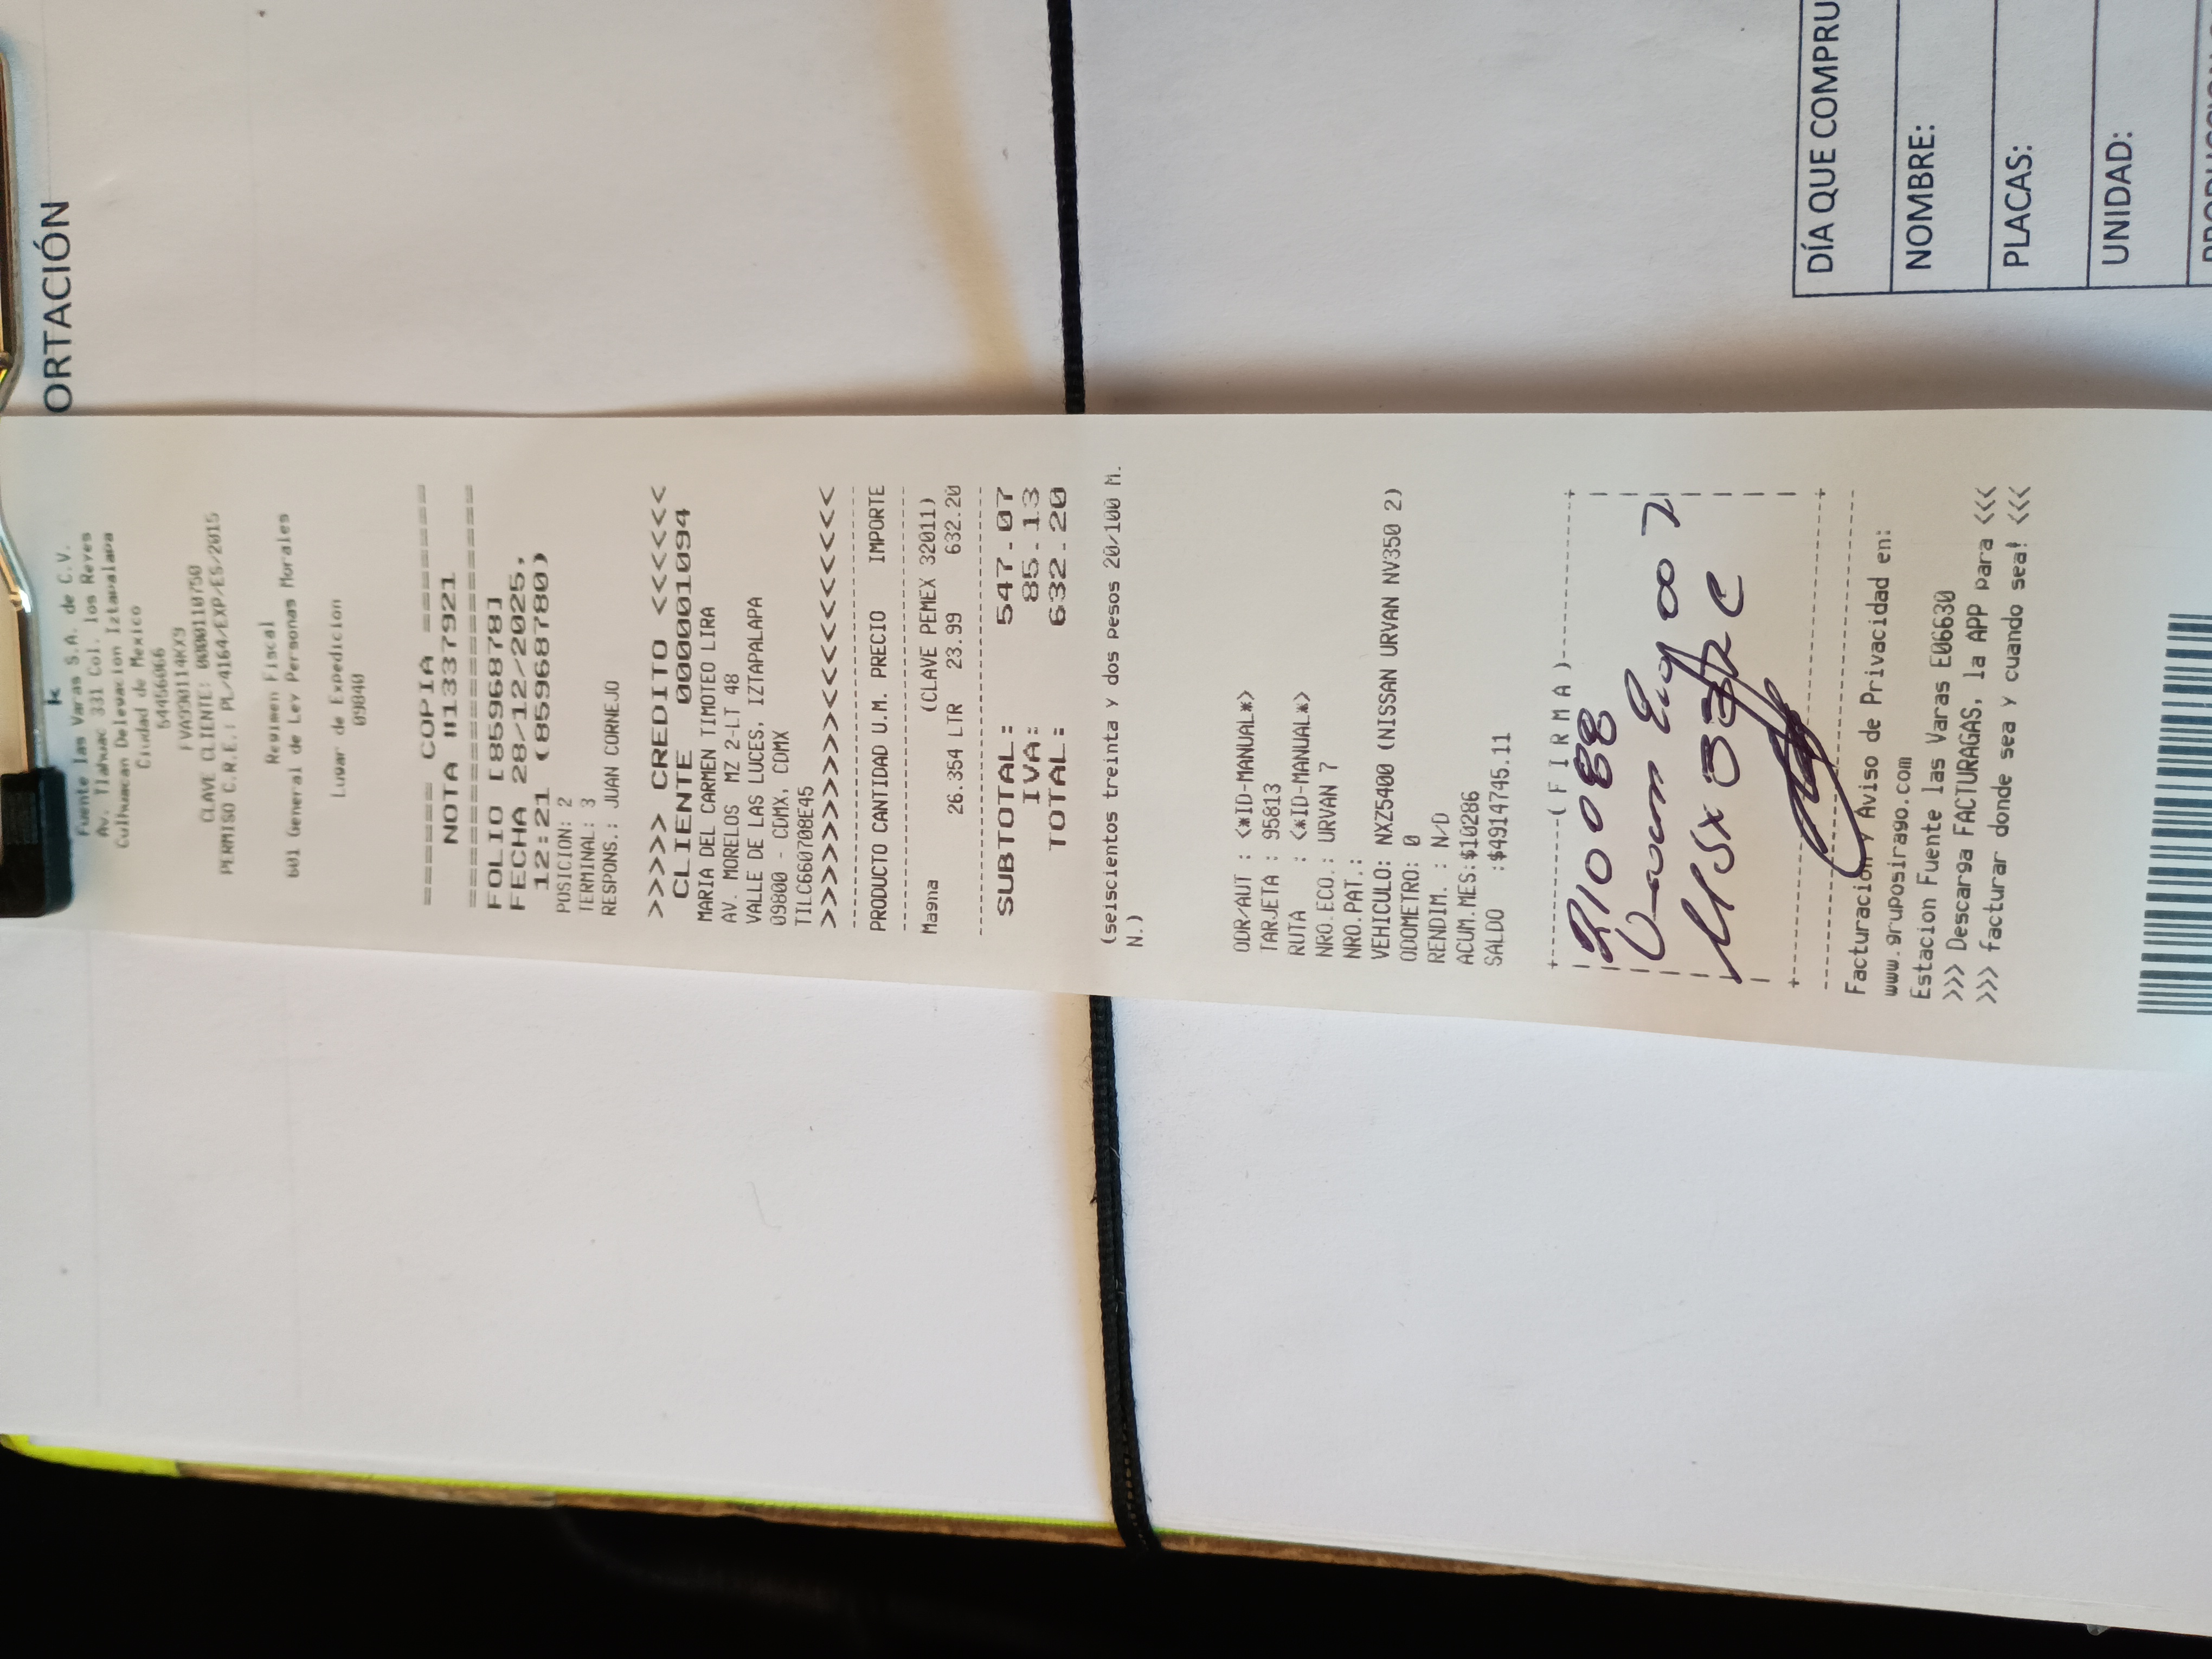 ORTACIÓN
Fuente las Varas S.A. de C.V.
Av. Tlahuac 331 Col. los Reyes
Culhuacan Delegacion Iztapalapa
Ciudad de Mexico
54456066
FVA990114KX9
CLAVE CLIENTE: 0000110750
PERMISO C.R.E.: PL/4164/EXP/ES/2015
Regimen Fiscal
601 General de Ley Personas Morales
Lugar de Expedicion
09840
===== COPIA =======
NOTA #1337921
====================
FOLIO [85968781]
FECHA 28/12/2025,
12:21 (85968780)
POSICION: 2
TERMINAL: 3
RESPONS.: JUAN CORNEJO
>>>>> CREDITO <<<<<<
CLIENTE 0000001094
MARIA DEL CARMEN TIMOTEO LIRA
AV. MORELOS MZ 2-LT 48
VALLE DE LAS LUCES, IZTAPALAPA
09800 - CDMX, CDMX
TILC660708E45
>>>>>>>>>><<<<<<<<<<
PRODUCTO CANTIDAD U.M. PRECIO IMPORTE
Magna (CLAVE PEMEX 32011)
26.354 LTR 23.99 632.20
SUBTOTAL: 547.07
IVA: 85.13
TOTAL: 632.20
(seiscientos treinta y dos pesos 20/100 M.
N.)
ODR/AUT : <*ID-MANUAL*>
TARJETA : 95813
RUTA : <*ID-MANUAL*>
NRO.ECO.: URVAN 7
NRO.PAT.:
VEHICULO: NXZ5400 (NISSAN URVAN NV350 2)
ODOMETRO: 0
RENDIM. : N/D
ACUM.MES:$10286
SALDO :$4914745.11
+---------(F I R M A)---------+
Facturación y Aviso de Privacidad en:
www.gruposirago.com
Estacion Fuente las Varas E06630
>>> Descarga FACTURAGAS, la APP para <<<
>>> facturar donde sea y cuando sea! <<<
DÍA QUE COMPRU
NOMBRE:
PLACAS:
UNIDAD: